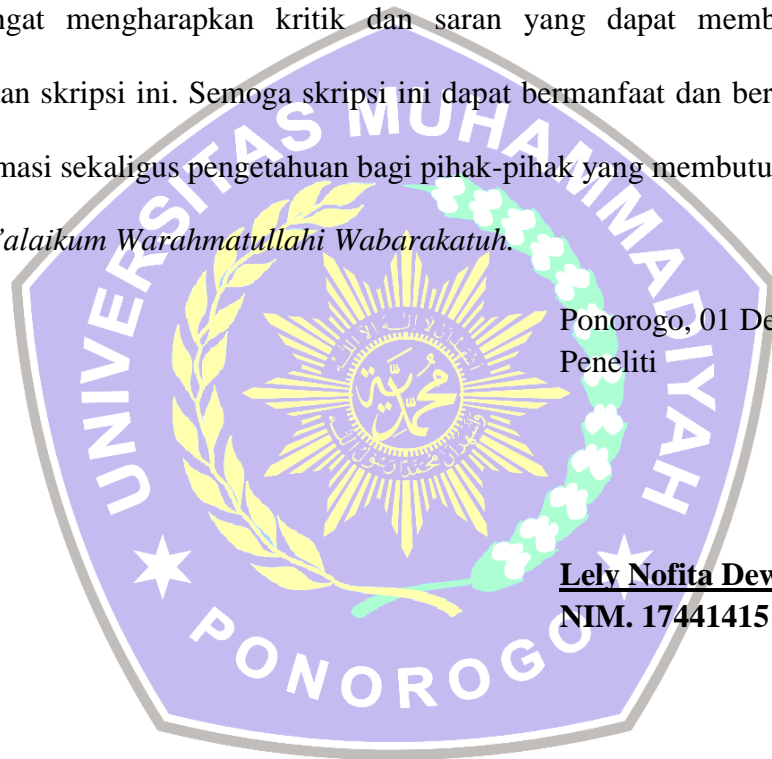 ngat mengharapkan kritik dan saran yang dapat memb
an skripsi ini. Semoga skripsi ini dapat bermanfaat dan ber
masi sekaligus pengetahuan bagi pihak-pihak yang membutu
'alaikum Warahmatullahi Wabarakatuh.
Ponorogo, 01 De
Peneliti
Lely Nofita Dew
NIM. 17441415
UNIVERSITAS MUHAMMADIYAH
PONOROGO
محمدية